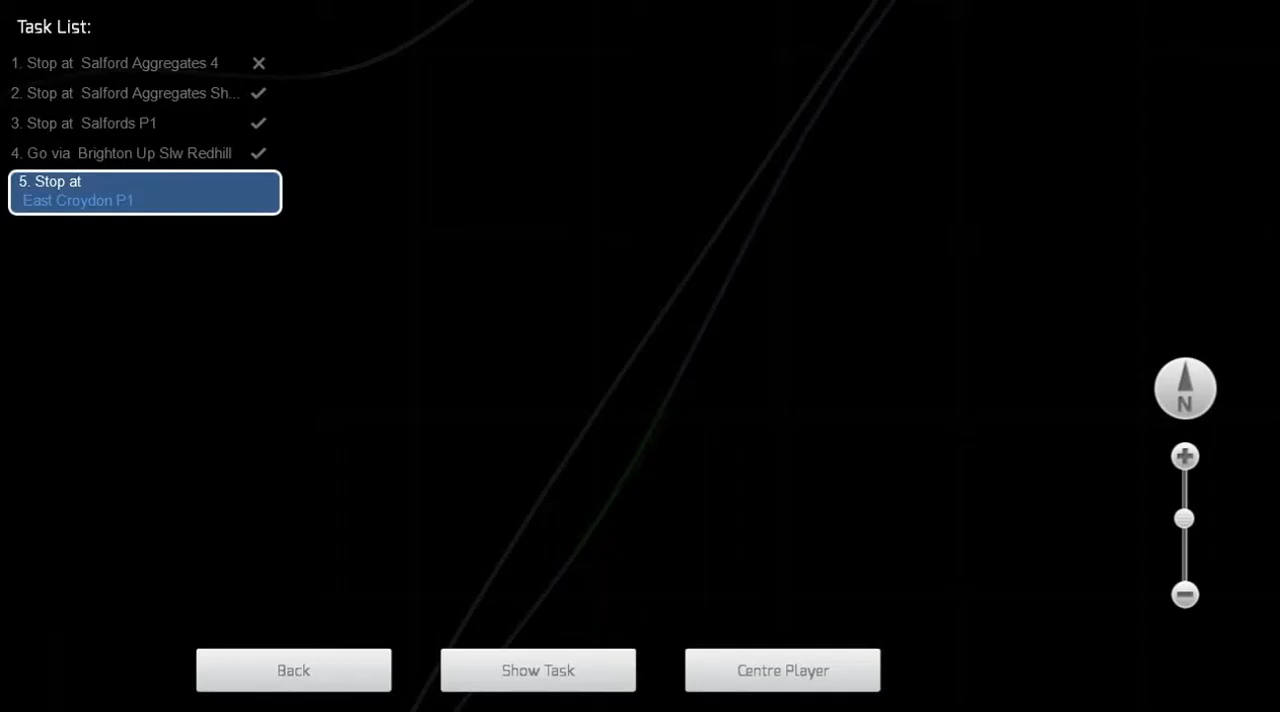 Task List:
1. Stop at Salford Aggregates 4
2. Stop at Salford Aggregates Sh...
3. Stop at Salfords P1
4. Go via Brighton Up Slw Redhill
5. Stop at
East Croydon P1
N
Back
Show Task
Centre Player